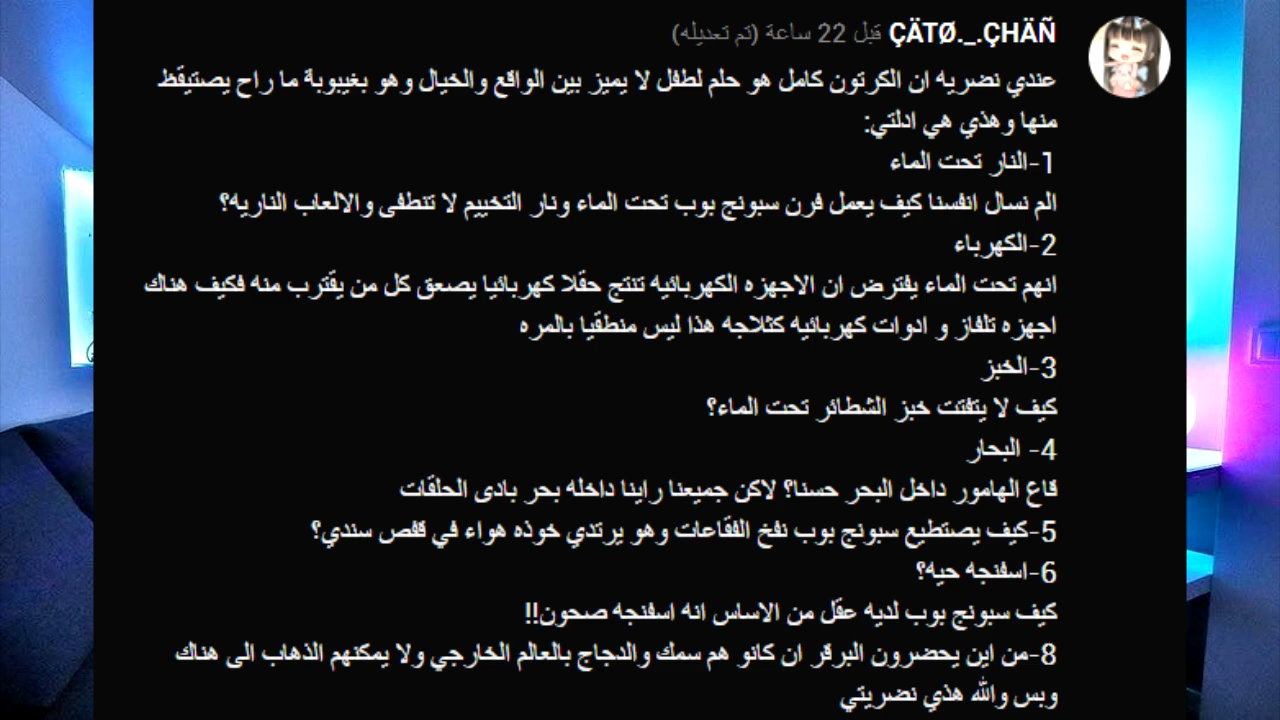 ÇÄTØ._.ÇHÄÑ قبل 22 ساعة (تم تعديله)
عندي نضريه ان الكرتون كامل هو حلم لطفل لا يميز بين الواقع والخيال وهو بغيبوبة ما راح يصتيقظ
منها وهذي هي ادلتي:
1-النار تحت الماء
الم نسال انفسنا كيف يعمل فرن سبونج بوب تحت الماء ونار التخييم لا تنطفى والالعاب الناريه؟
2-الكهرباء
انهم تحت الماء يفترض ان الاجهزه الكهربائيه تنتج حقلا كهربائيا يصعق كل من يقترب منه فكيف هناك
اجهزه تلفاز و ادوات كهربائيه كثلاجه هذا ليس منطقيا بالمره
3-الخبز
كيف لا يتفتت خبز الشطائر تحت الماء؟
4- البحار
قاع الهامور داخل البحر حسنا؟ لاكن جميعنا راينا داخله بحر بادى الحلقات
5-كيف يصتطيع سبونج بوب نفخ الفقاعات وهو يرتدي خوذه هواء في قفص سندي؟
6-اسفنجه حيه؟
كيف سبونج بوب لديه عقل من الاساس انه اسفنجه صحون!!
8-من اين يحضرون البرقر ان كانو هم سمك والدجاج بالعالم الخارجي ولا يمكنهم الذهاب الى هناك
وبس والله هذي نضريتي